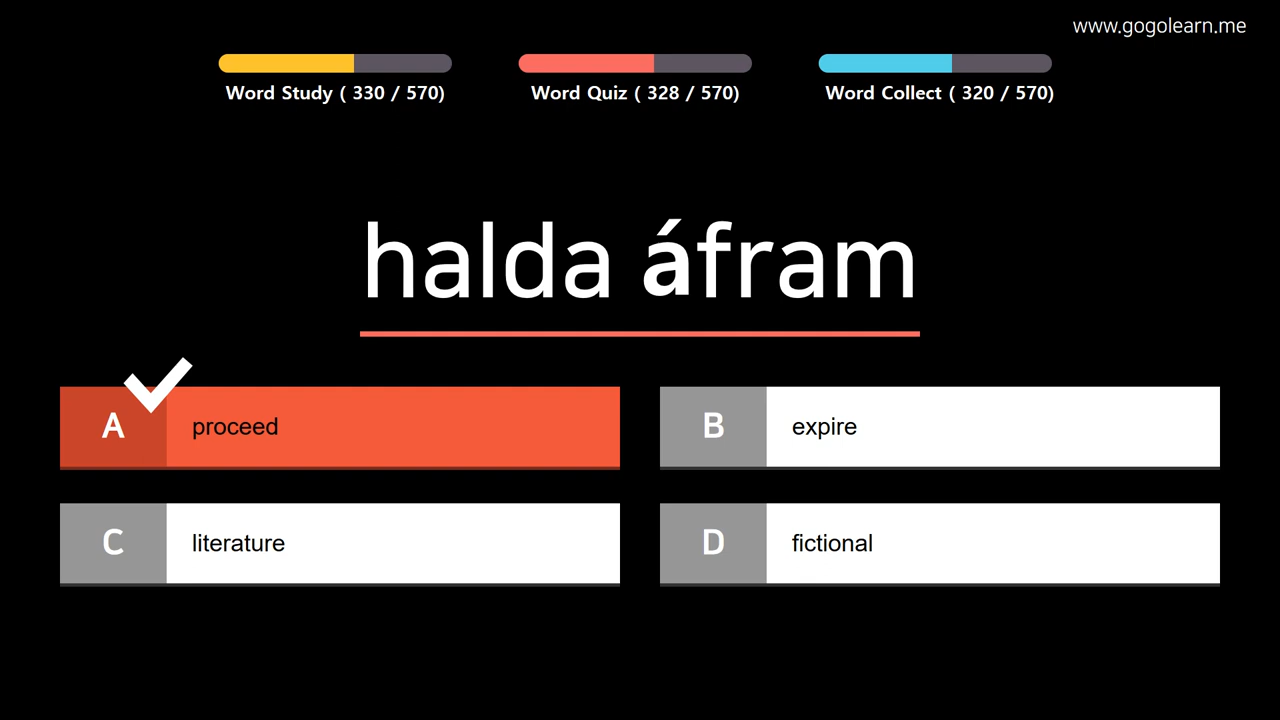 www.gogolearn.me
Word Study ( 330 / 570)
Word Quiz ( 328 / 570)
Word Collect ( 320 / 570)
halda áfram
A proceed
B expire
C literature
D fictional